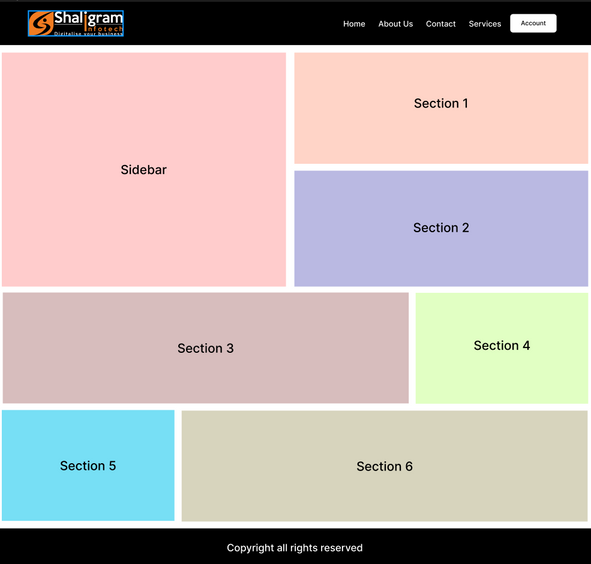 Shaligram
infotech
Digitalise your business
Home About Us Contact Services Account
Sidebar
Section 1
Section 2
Section 3
Section 4
Section 5
Section 6
Copyright all rights reserved